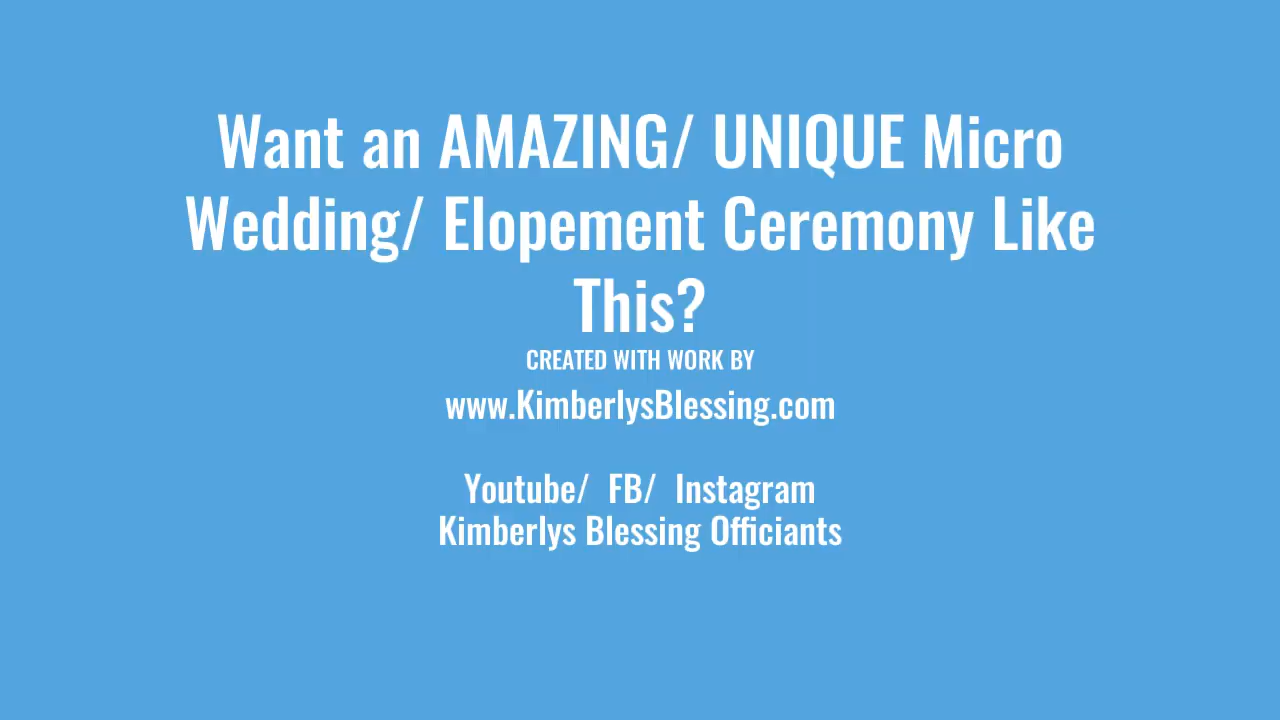 Want an AMAZING/ UNIQUE Micro
Wedding/ Elopement Ceremony Like
This?
CREATED WITH WORK BY
www.KimberlysBlessing.com
Youtube/ FB/ Instagram
Kimberlys Blessing Officiants